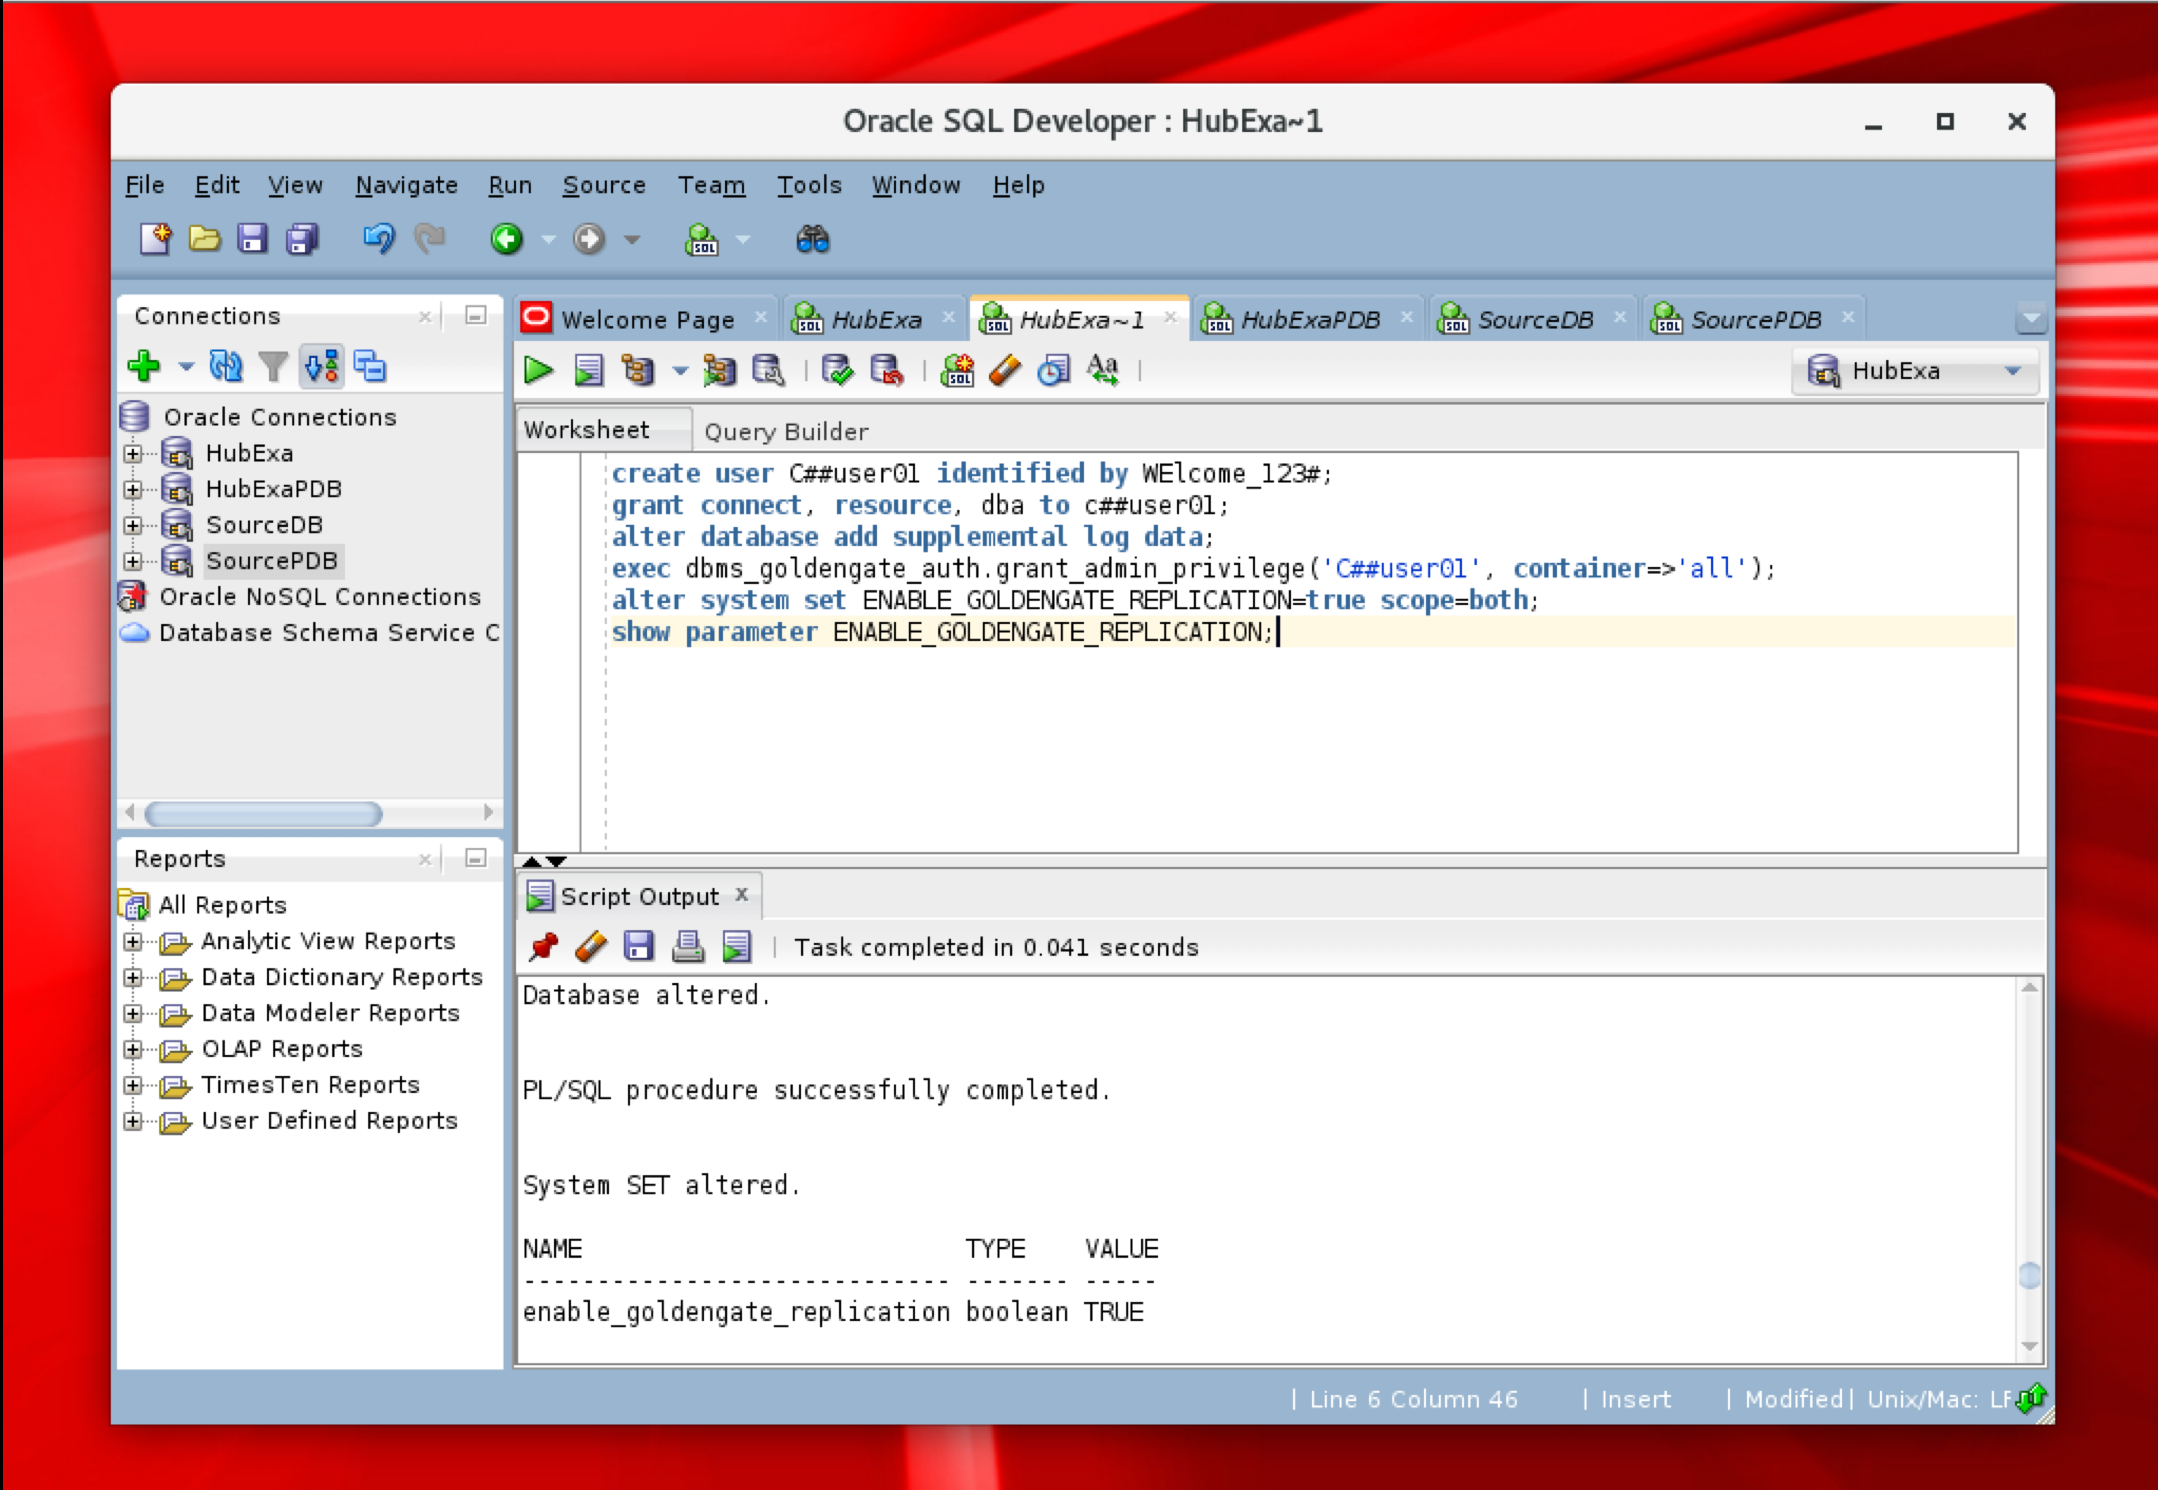 Oracle SQL Developer : HubExa~1
File Edit View Navigate Run Source Team Tools Window Help
Connections
Oracle Connections
HubExa
HubExaPDB
SourceDB
SourcePDB
Oracle NoSQL Connections
Database Schema Service C
Reports
All Reports
Analytic View Reports
Data Dictionary Reports
Data Modeler Reports
OLAP Reports
TimesTen Reports
User Defined Reports
Welcome Page HubExa HubExa~1 HubExaPDB SourceDB SourcePDB
HubExa
Worksheet Query Builder
create user C##user01 identified by WElcome_123#;
grant connect, resource, dba to c##user01;
alter database add supplemental log data;
exec dbms_goldengate_auth.grant_admin_privilege('C##user01', container=>'all');
alter system set ENABLE_GOLDENGATE_REPLICATION=true scope=both;
show parameter ENABLE_GOLDENGATE_REPLICATION;
Script Output
Task completed in 0.041 seconds
Database altered.
PL/SQL procedure successfully completed.
System SET altered.
NAME TYPE VALUE
----------------------------- ------- -----
enable_goldengate_replication boolean TRUE
| Line 6 Column 46 | Insert | Modified | Unix/Mac: LF